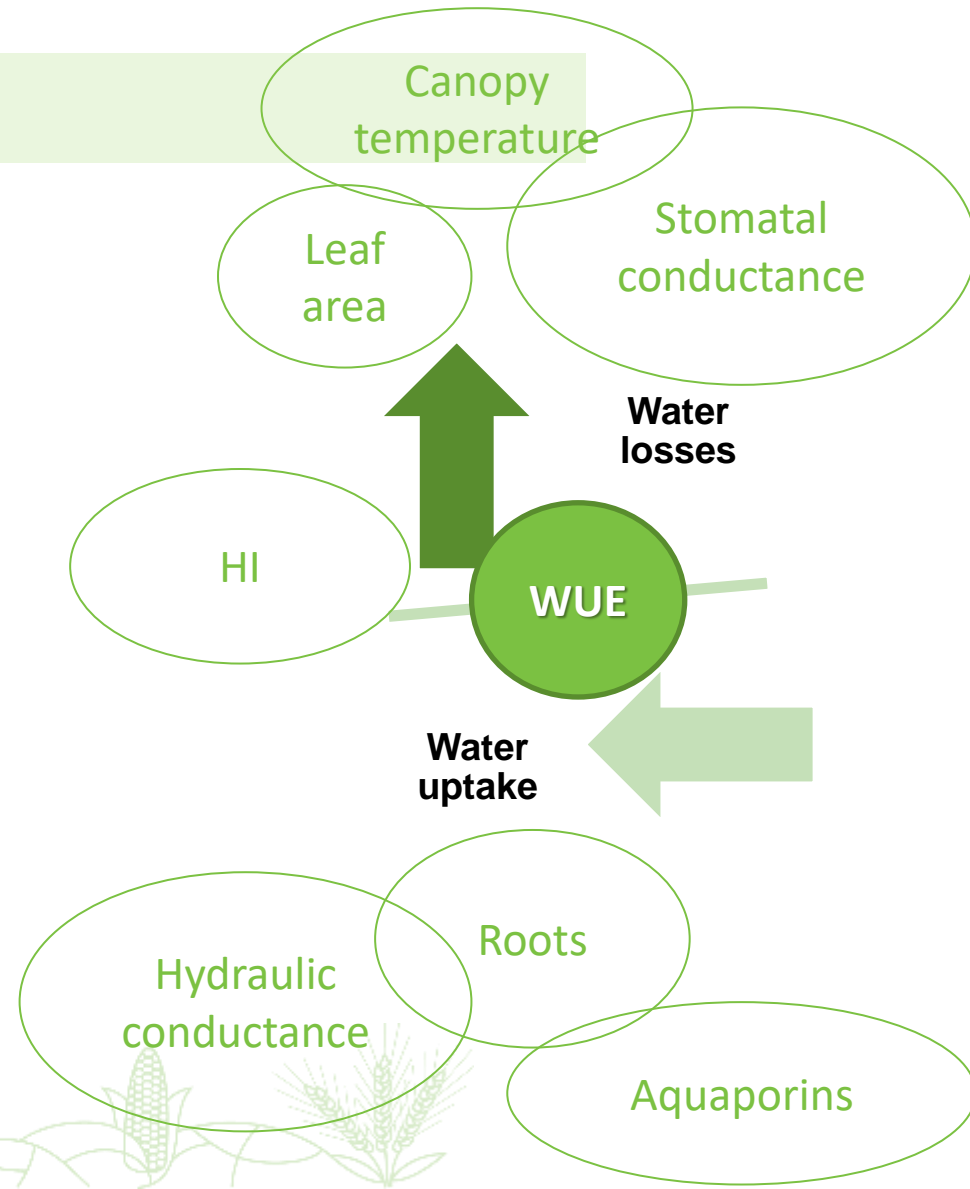 Canopy
temperature
Stomatal
conductance
Leaf
area
Water
losses
HI
WUE
Water
uptake
Roots
Hydraulic
conductance
Aquaporins